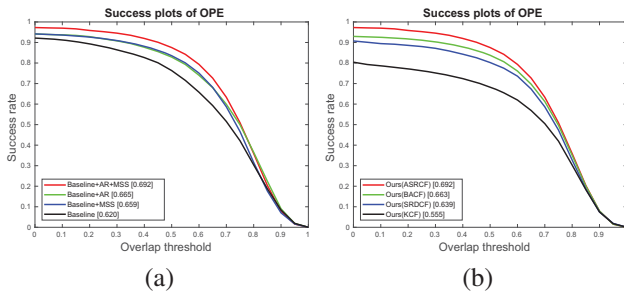 Success plots of OPE
Success rate
1
0.9
0.8
0.7
0.6
0.5
0.4
0.3
0.2
0.1
0
Baseline+AR+MSS [0.692]
Baseline+AR [0.665]
Baseline+MSS [0.659]
Baseline [0.620]
0 0.1 0.2 0.3 0.4 0.5 0.6 0.7 0.8 0.9 1
Overlap threshold
(a)
Success plots of OPE
Success rate
1
0.9
0.8
0.7
0.6
0.5
0.4
0.3
0.2
0.1
0
Ours(ASRCF) [0.692]
Ours(BACF) [0.663]
Ours(SRDCF) [0.639]
Ours(KCF) [0.555]
0 0.1 0.2 0.3 0.4 0.5 0.6 0.7 0.8 0.9 1
Overlap threshold
(b)